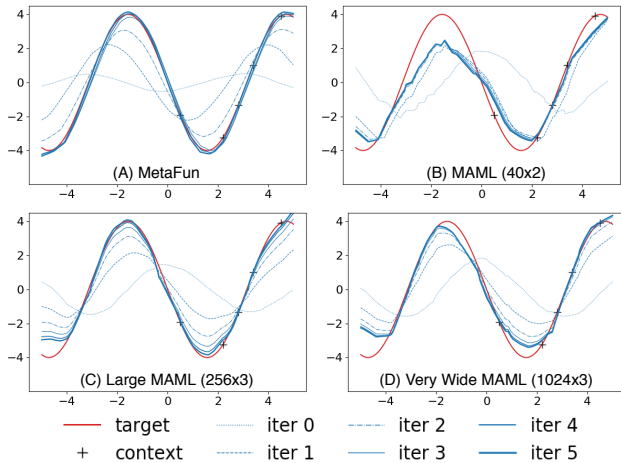 4
2
0
−2
−4
(A) MetaFun
−4 −2 0 2 4
4
2
0
−2
−4
(B) MAML (40x2)
−4 −2 0 2 4
4
2
0
−2
−4
(C) Large MAML (256x3)
−4 −2 0 2 4
4
2
0
−2
−4
(D) Very Wide MAML (1024x3)
−4 −2 0 2 4
target iter 0 iter 2 iter 4
context iter 1 iter 3 iter 5